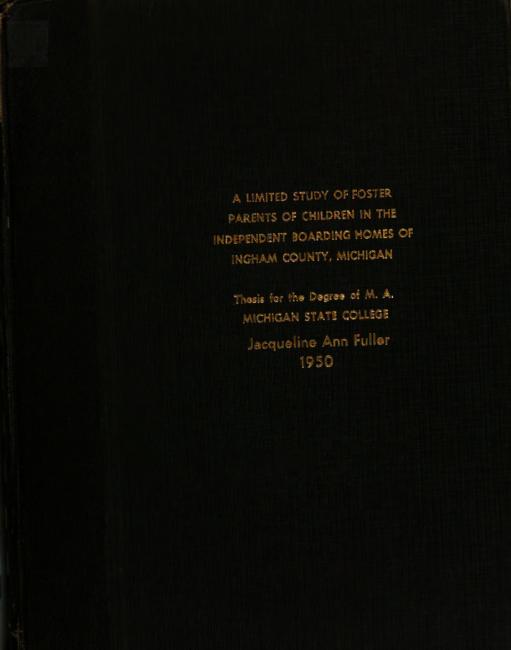 A LIMITED STUDY OF FOSTER
PARENTS OF CHILDREN IN THE
INDEPENDENT BOARDING HOMES OF
INGHAM COUNTY, MICHIGAN
Thesis for the Degree of M. A.
MICHIGAN STATE COLLEGE
Jacqueline Ann Fuller
1950